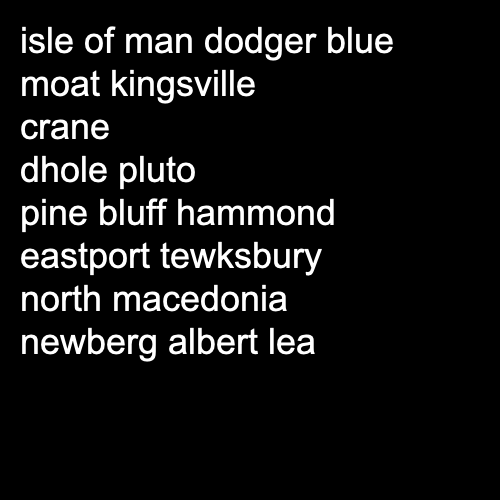 isle of man dodger blue
moat kingsville
crane
dhole pluto
pine bluff hammond
eastport tewksbury
north macedonia
newberg albert lea